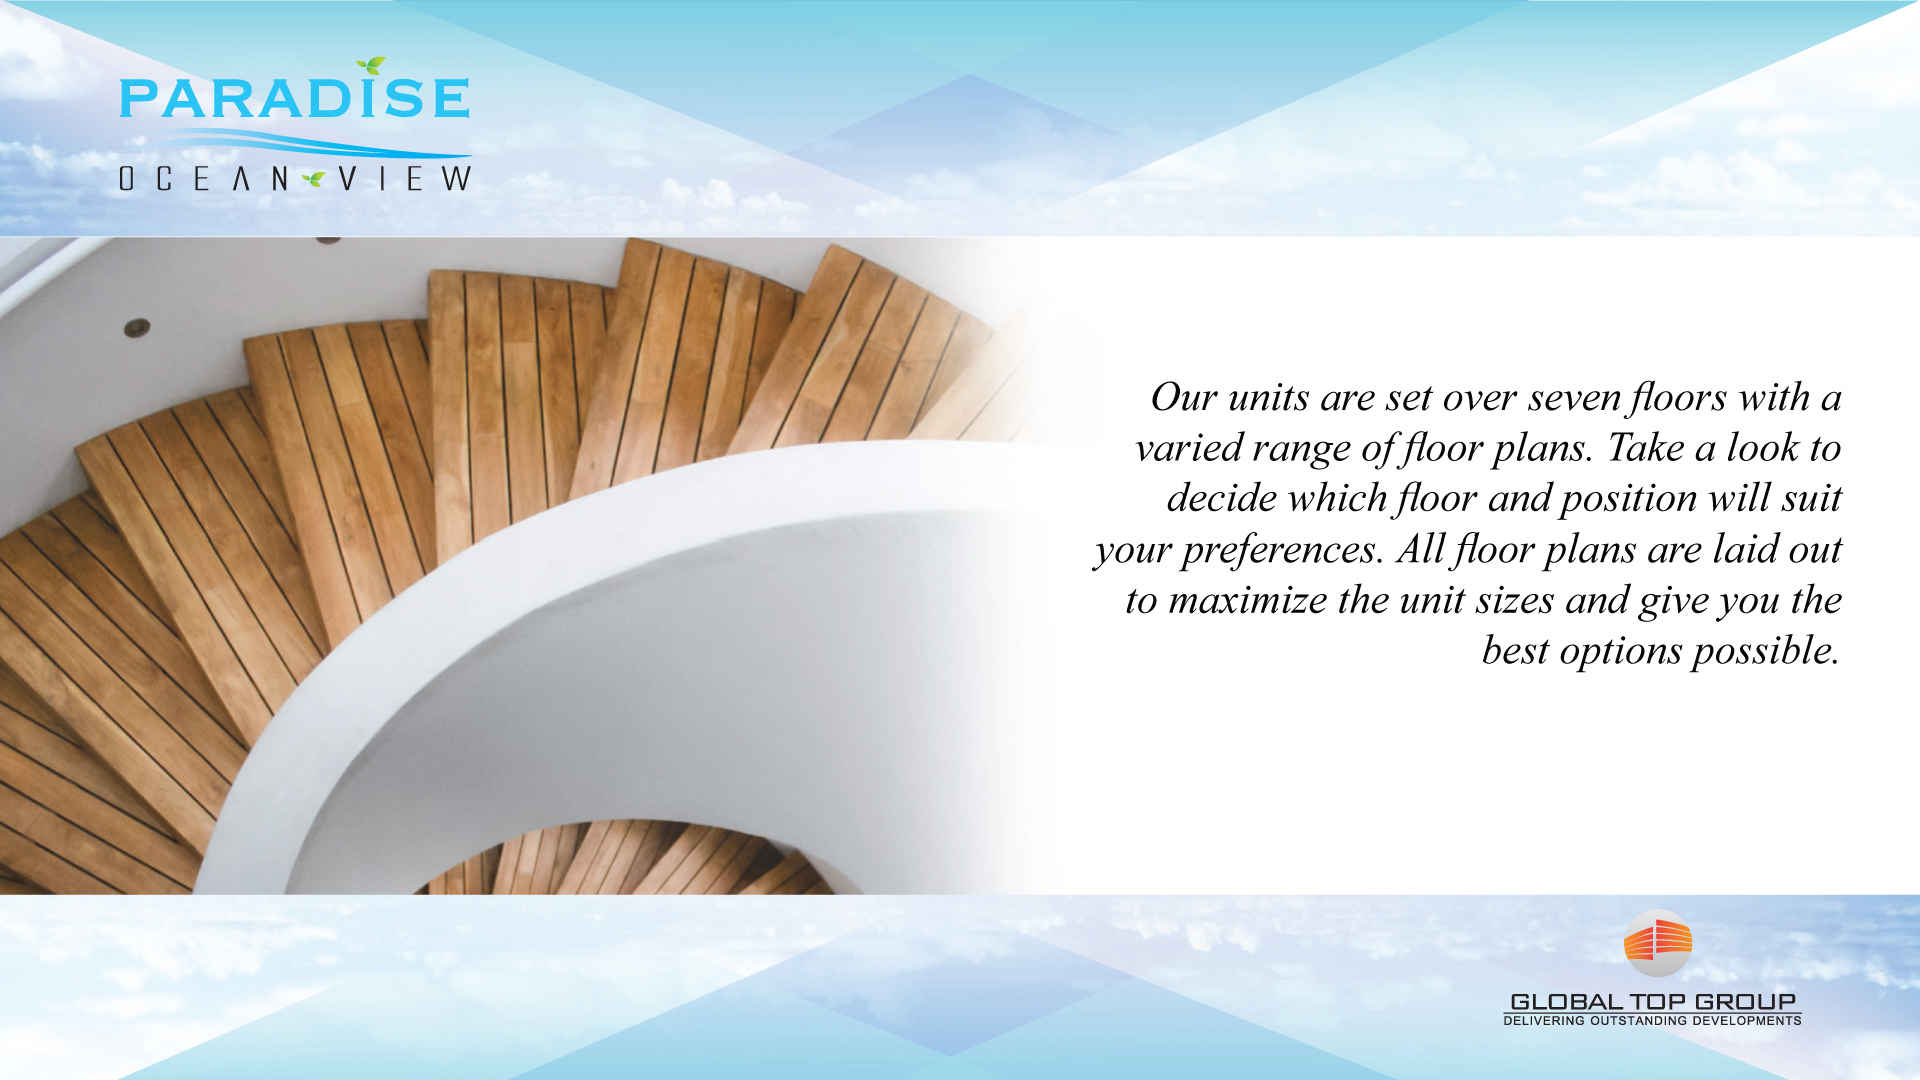 PARADISE
OCEAN VIEW
Our units are set over seven floors with a
varied range of floor plans. Take a look to
decide which floor and position will suit
your preferences. All floor plans are laid out
to maximize the unit sizes and give you the
best options possible.
GLOBAL TOP GROUP
DELIVERING OUTSTANDING DEVELOPMENTS